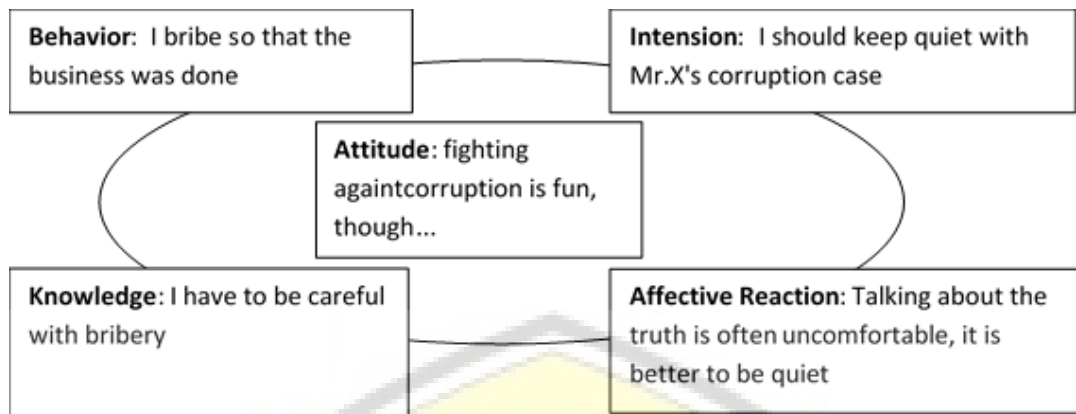 Behavior: I bribe so that the
business was done
Intension: I should keep quiet with
Mr.X's corruption case
Attitude: fighting
againtcorruption is fun,
though...
Knowledge: I have to be careful
with bribery
Affective Reaction: Talking about the
truth is often uncomfortable, it is
better to be quiet